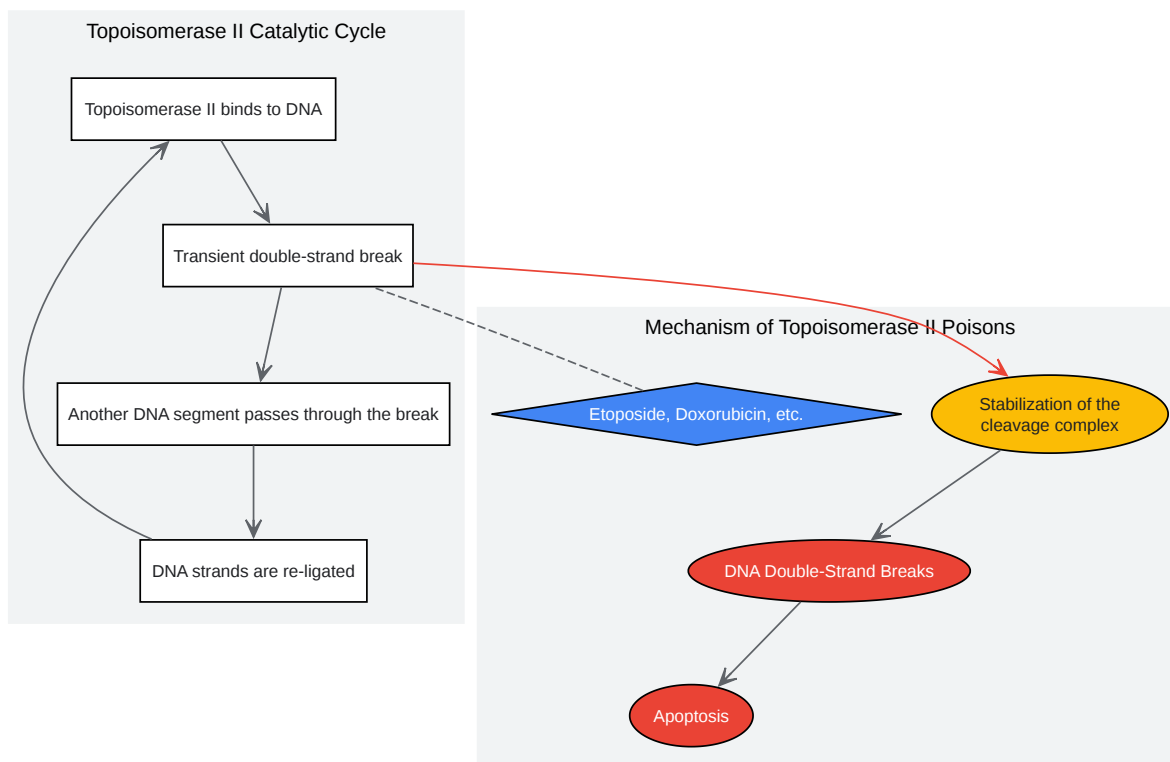 Topoisomerase II Catalytic Cycle
Topoisomerase II binds to DNA
Transient double-strand break
Another DNA segment passes through the break
DNA strands are re-ligated
Mechanism of Topoisomerase II Poisons
Etoposide, Doxorubicin, etc.
Stabilization of the
cleavage complex
DNA Double-Strand Breaks
Apoptosis